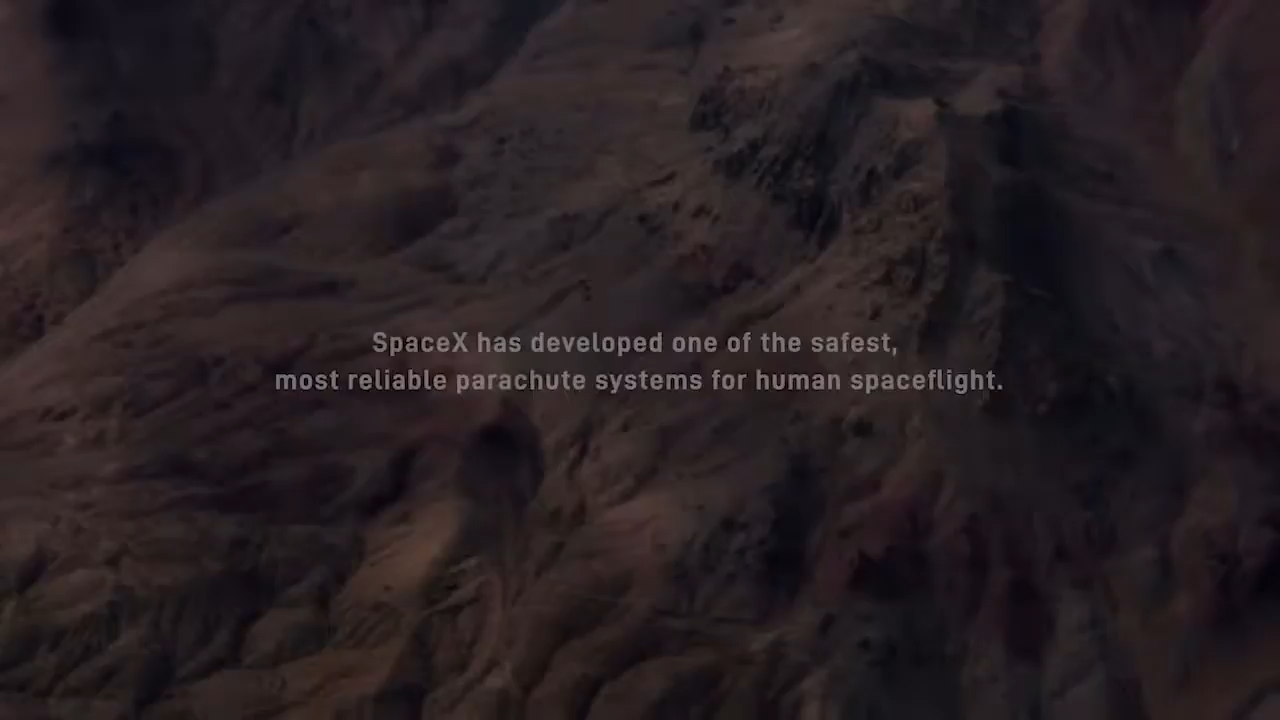 SpaceX has developed one of the safest,
most reliable parachute systems for human spaceflight.